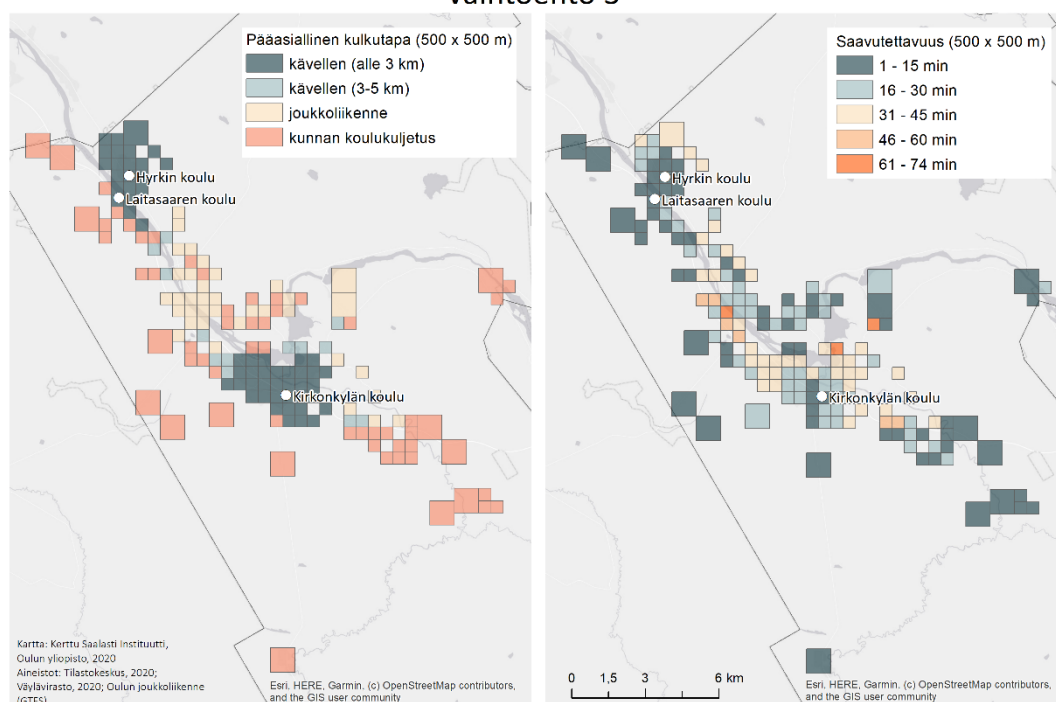 Pääasiallinen kulkutapa (500 x 500 m)
kävellen (alle 3 km)
kävellen (3-5 km)
joukkoliikenne
kunnan koulukuljetus
Hyrkin koulu
Laitasaaren koulu
Kirkonkylän koulu
Kartta: Kerttu Saalasti Instituutti,
Oulun yliopisto, 2020
Aineistot: Tilastokeskus, 2020;
Väylävirasto, 2020; Oulun joukkoliikenne
(GTFS)
Esri, HERE, Garmin, (c) OpenStreetMap contributors,
and the GIS user community
Saavutettavuus (500 x 500 m)
1 - 15 min
16 - 30 min
31 - 45 min
46 - 60 min
61 - 74 min
Hyrkin koulu
Laitasaaren koulu
Kirkonkylän koulu
0 1,5 3 6 km
Esri, HERE, Garmin, (c) OpenStreetMap contributors,
and the GIS user community